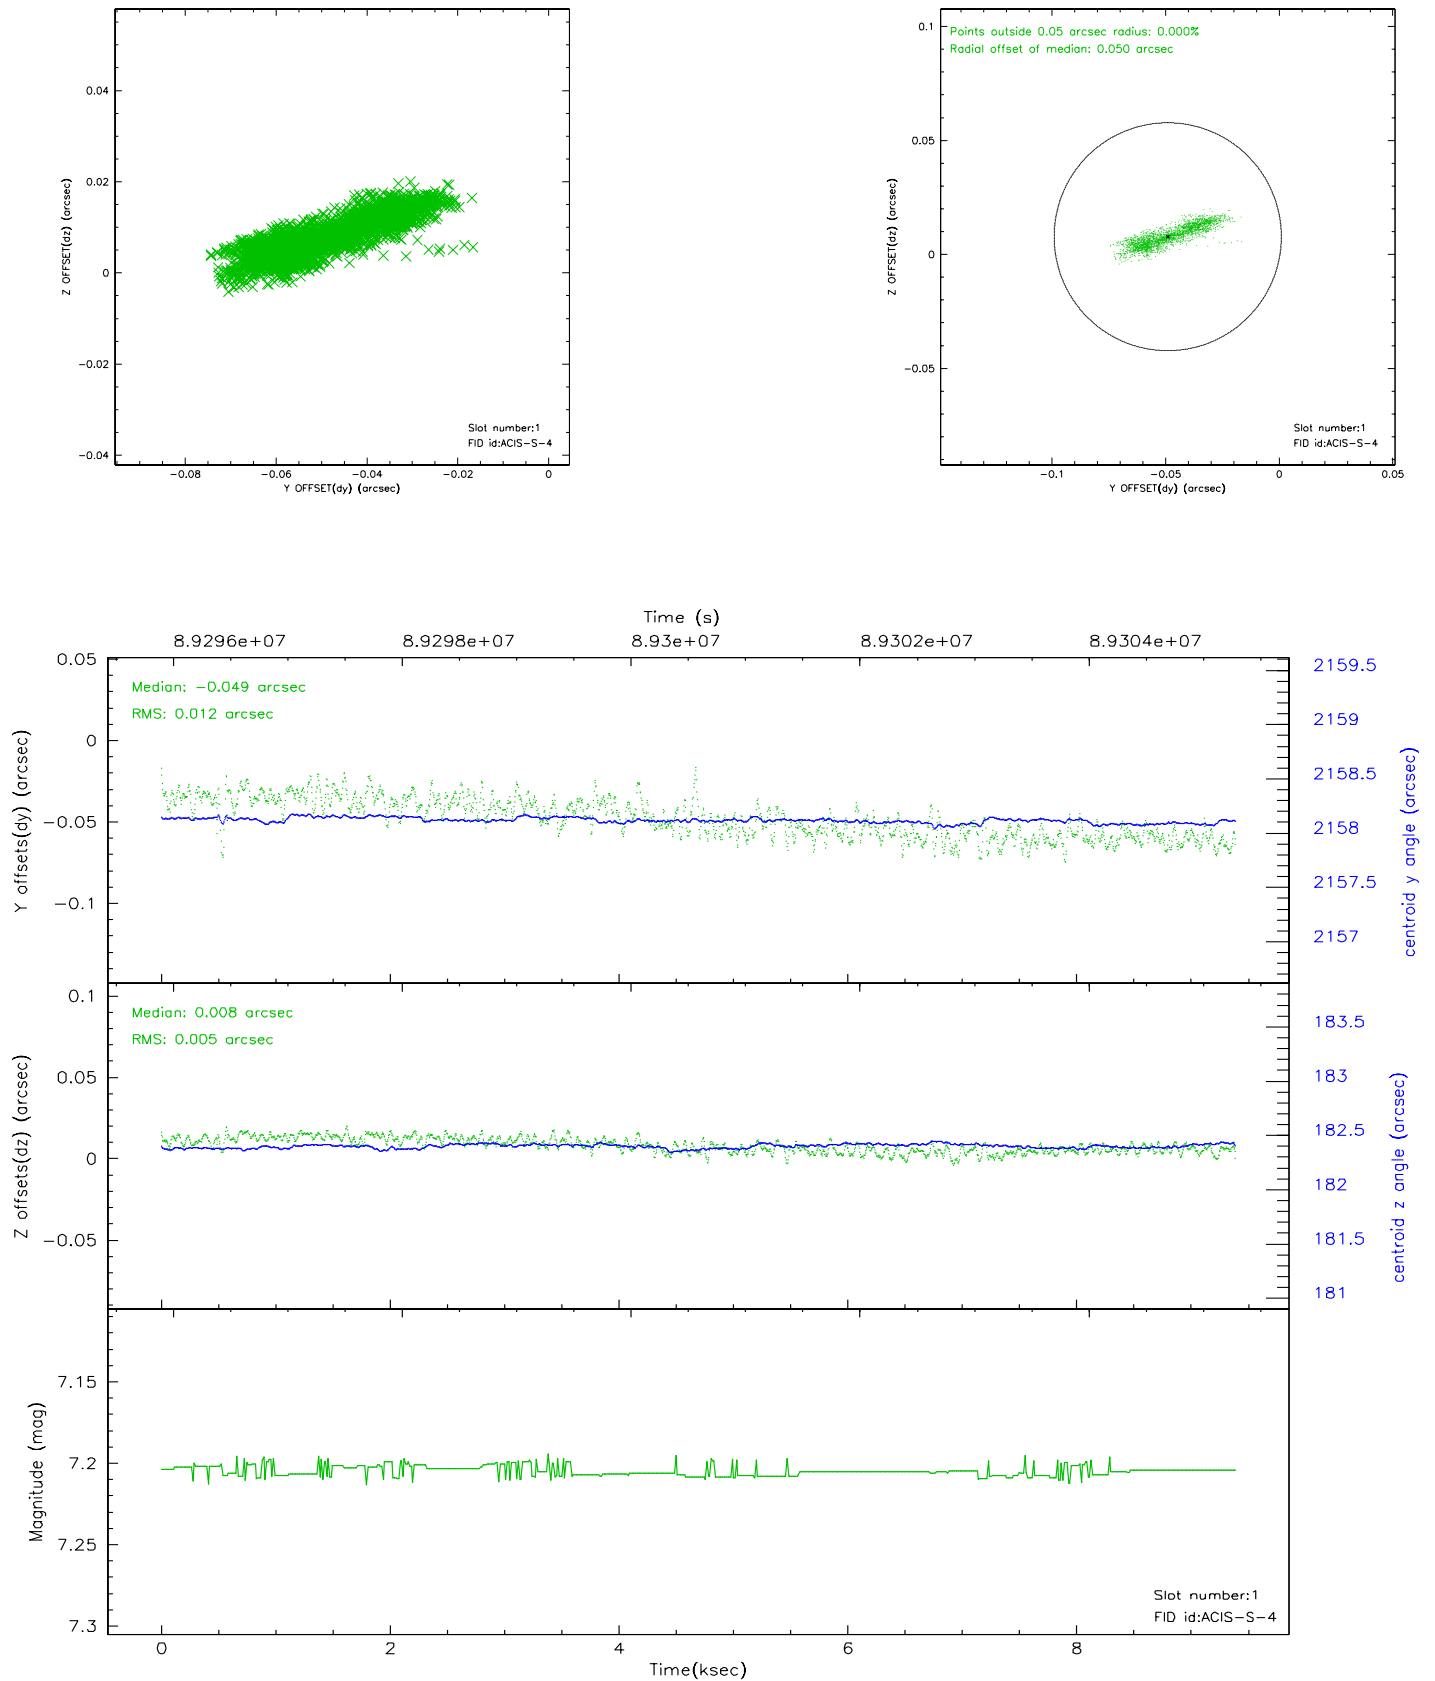 0.04
0.02
0
−0.02
−0.04
Z OFFSET(dz) (arcsec)
Slot number:1
FID id:ACIS−S−4
−0.08
−0.06
−0.04
−0.02
0
Y OFFSET(dy) (arcsec)
0.1
0.05
0
−0.05
Z OFFSET(dz) (arcsec)
Points outside 0.05 arcsec radius: 0.000%
Radial offset of median: 0.050 arcsec
Slot number:1
FID id:ACIS−S−4
−0.1
−0.05
0
0.05
Y OFFSET(dy) (arcsec)
Time (s)
8.9296e+07
8.9298e+07
8.93e+07
8.9302e+07
8.9304e+07
0.05
0
−0.05
−0.1
Y offsets(dy) (arcsec)
Median: −0.049 arcsec
RMS: 0.012 arcsec
2159.5
2159
2158.5
2158
2157.5
2157
centroid y angle (arcsec)
0.1
0.05
0
−0.05
Z offsets(dz) (arcsec)
Median: 0.008 arcsec
RMS: 0.005 arcsec
183.5
183
182.5
182
181.5
181
centroid z angle (arcsec)
7.15
7.2
7.25
7.3
Magnitude (mag)
Slot number:1
FID id:ACIS−S−4
0
2
4
6
8
Time(ksec)